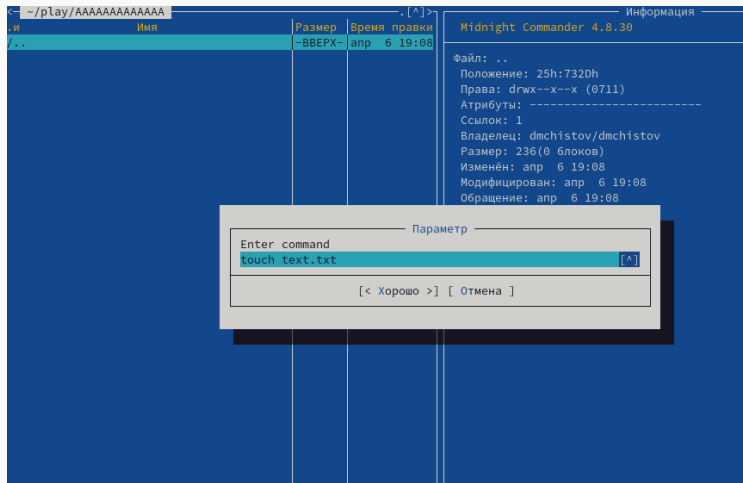 <— ~/play/AAAAAAAAAAAAA .[^]>
.и Имя Размер Время правки
/.. -ВВЕРХ- апр 6 19:08
Информация
Midnight Commander 4.8.30
Файл: ..
Положение: 25h:732Dh
Права: drwx--x--x (0711)
Атрибуты: -------------------------
Ссылок: 1
Владелец: dmchistov/dmchistov
Размер: 236(0 блоков)
Изменён: апр 6 19:08
Модифицирован: апр 6 19:08
Обращение: апр 6 19:08
Параметр
Enter command
touch text.txt [^]
[< Хорошо >] [ Отмена ]